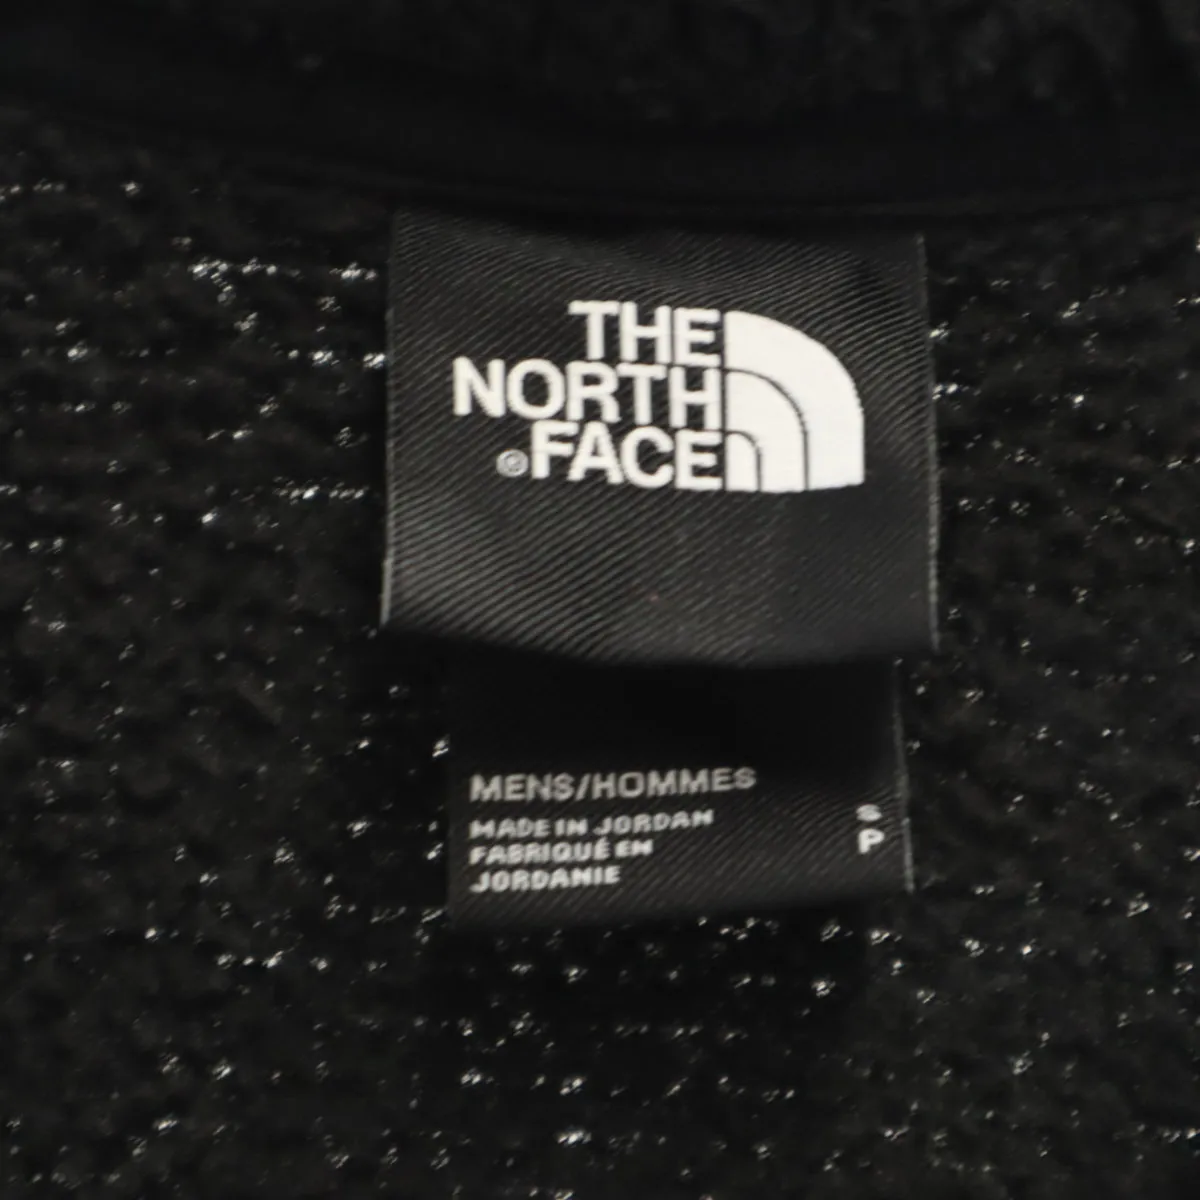 THE
NORTH
®FACE
MENS/HOMMES
MADE IN JORDAN
FABRIQUÉ EN
JORDANIE
S
P